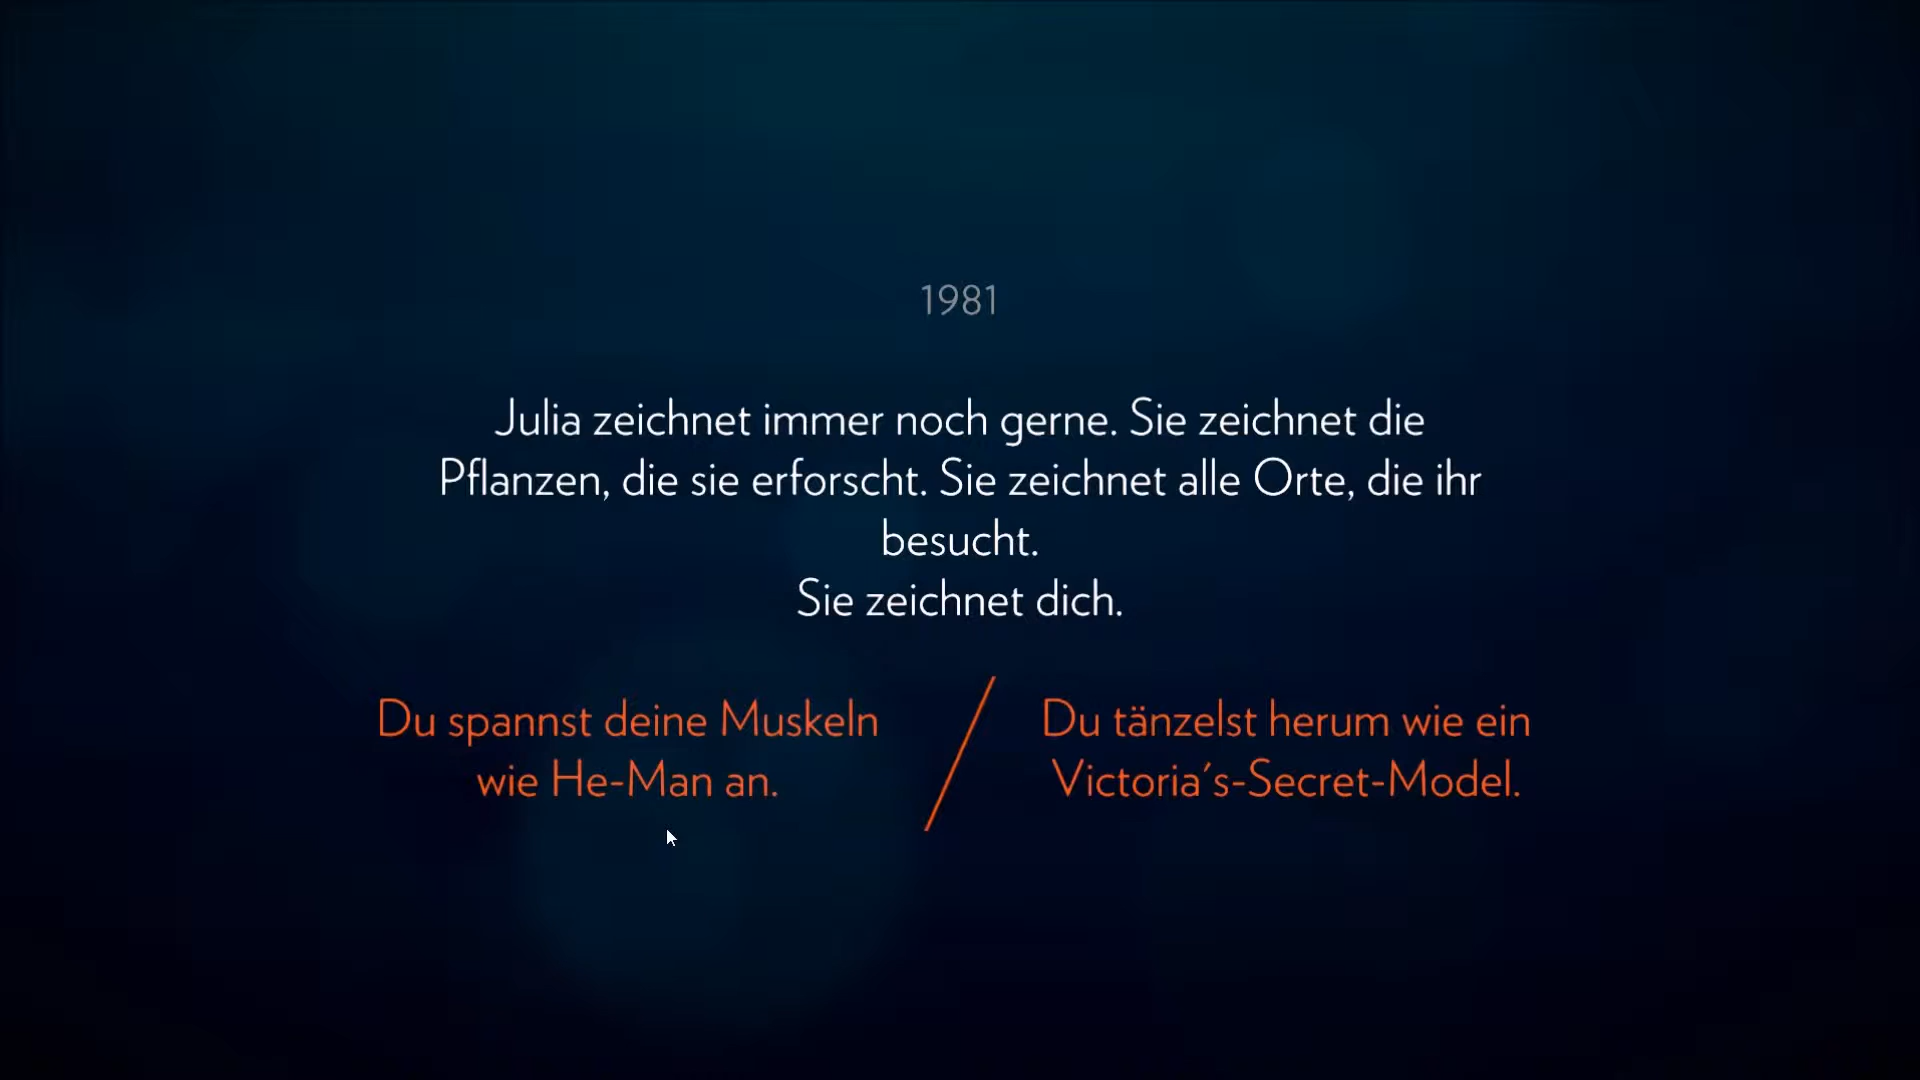 1981
Julia zeichnet immer noch gerne. Sie zeichnet die
Pflanzen, die sie erforscht. Sie zeichnet alle Orte, die ihr
besucht.
Sie zeichnet dich.
Du spannst deine Muskeln
wie He-Man an.
Du tänzelst herum wie ein
Victoria's-Secret-Model.